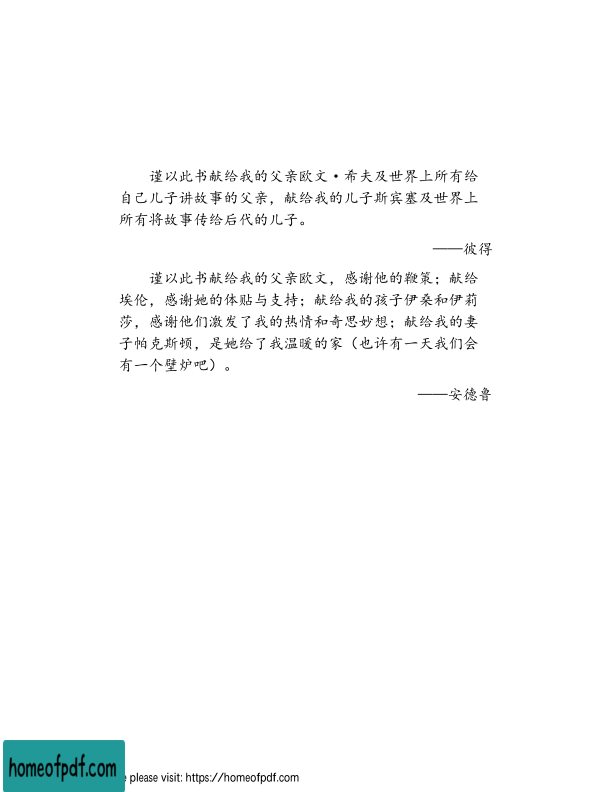 谨以此书献给我的父亲欧文·希夫及世界上所有给
自己儿子讲故事的父亲，献给我的儿子斯宾塞及世界上
所有将故事传给后代的儿子。
——彼得
谨以此书献给我的父亲欧文，感谢他的鞭策；献给
埃伦，感谢她的体贴与支持；献给我的孩子伊桑和伊莉
莎，感谢他们激发了我的热情和奇思妙想；献给我的妻
子帕克斯顿，是她给了我温暖的家（也许有一天我们会
有一个壁炉吧）。
——安德鲁
homeofpdf.com
please visit: https://homeofpdf.com